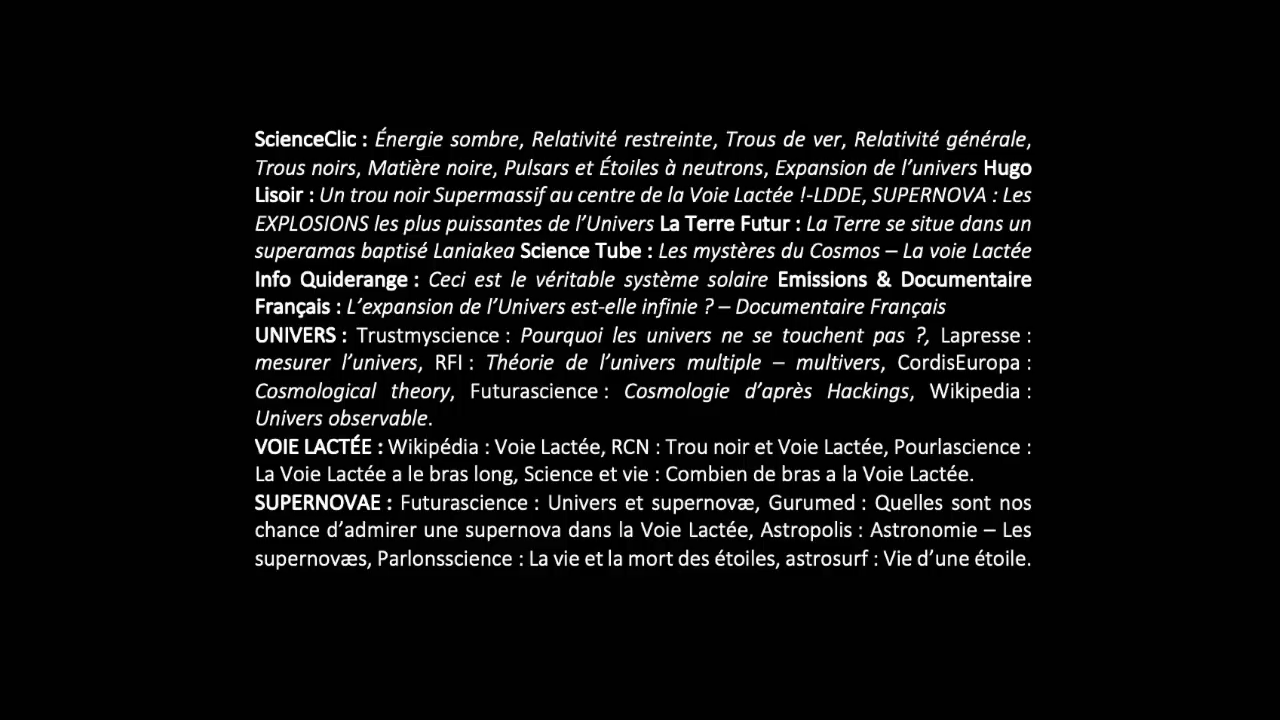 ScienceClic : Énergie sombre, Relativité restreinte, Trous de ver, Relativité générale,
Trous noirs, Matière noire, Pulsars et Étoiles à neutrons, Expansion de l’univers Hugo
Lisoir : Un trou noir Supermassif au centre de la Voie Lactée !-LDDE, SUPERNOVA : Les
EXPLOSIONS les plus puissantes de l’Univers La Terre Futur : La Terre se situe dans un
superamas baptisé Laniakea Science Tube : Les mystères du Cosmos – La voie Lactée
Info Quiderange : Ceci est le véritable système solaire Emissions & Documentaire
Français : L’expansion de l’Univers est-elle infinie ? – Documentaire Français
UNIVERS : Trustmyscience : Pourquoi les univers ne se touchent pas ?, Lapresse :
mesurer l’univers, RFI : Théorie de l’univers multiple – multivers, CordisEuropa :
Cosmological theory, Futurascience : Cosmologie d’après Hackings, Wikipedia :
Univers observable.
VOIE LACTÉE : Wikipédia : Voie Lactée, RCN : Trou noir et Voie Lactée, Pourlascience :
La Voie Lactée a le bras long, Science et vie : Combien de bras a la Voie Lactée.
SUPERNOVAE : Futurascience : Univers et supernovæ, Gurumed : Quelles sont nos
chance d’admirer une supernova dans la Voie Lactée, Astropolis : Astronomie – Les
supernovæs, Parlonsscience : La vie et la mort des étoiles, astrosurf : Vie d’une étoile.